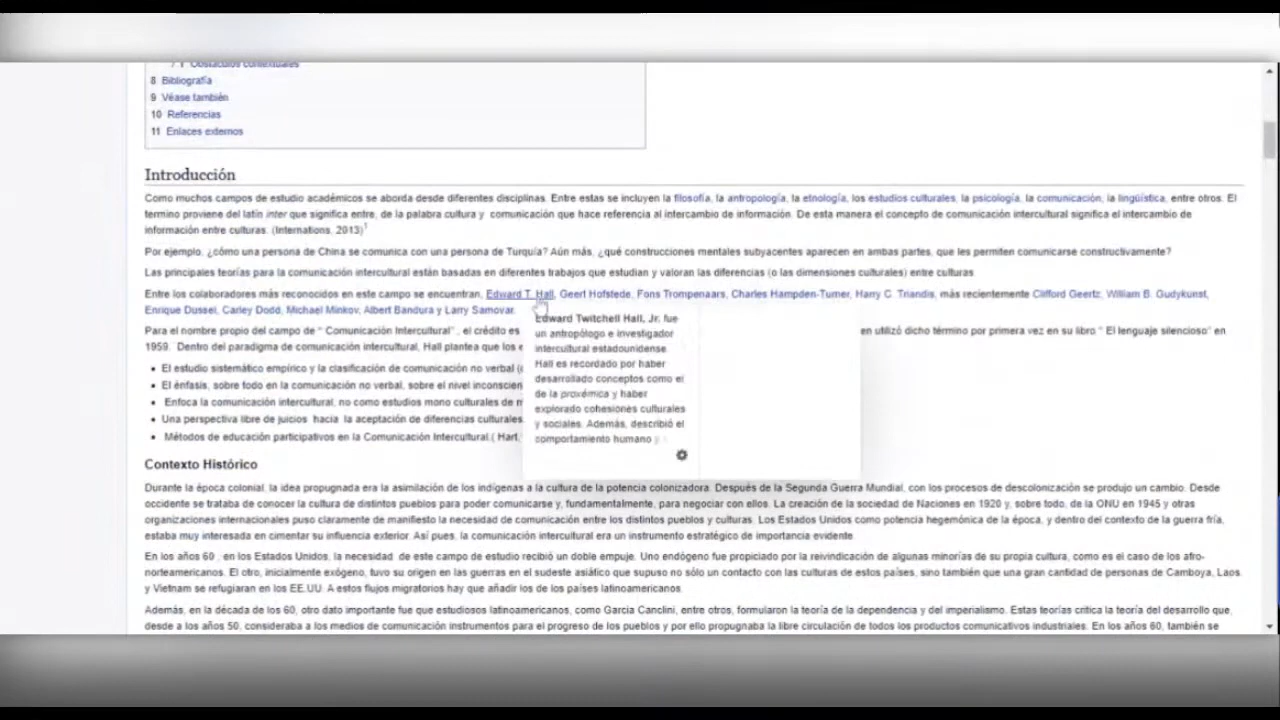 Obstáculos contextuales
8 Bibliografía
9 Véase también
10 Referencias
11 Enlaces externos
Introducción
Como muchos campos de estudio académicos se aborda desde diferentes disciplinas. Entre estas se incluyen la filosofía, la antropología, la etnología, los estudios culturales, la psicología, la comunicación, la lingüística, entre otros. El
termino proviene del latín inter que significa entre, de la palabra cultura y comunicación que hace referencia al intercambio de información. De esta manera el concepto de comunicación intercultural significa el intercambio de
información entre culturas. (Internations, 2013)1
Por ejemplo, ¿cómo una persona de China se comunica con una persona de Turquía? Aún más, ¿qué construcciones mentales subyacentes aparecen en ambas partes, que les permiten comunicarse constructivamente?
Las principales teorías para la comunicación intercultural están basadas en diferentes trabajos que estudian y valoran las diferencias (o las dimensiones culturales) entre culturas
Entre los colaboradores más reconocidos en este campo se encuentran, Edward T. Hall, Geert Hofstede, Fons Trompenaars, Charles Hampden-Turner, Harry C. Triandis, más recientemente Clifford Geertz, William B. Gudykunst,
Enrique Dussel, Carley Dodd, Michael Minkov, Albert Bandura y Larry Samovar.
Para el nombre propio del campo de " Comunicación Intercultural" , el crédito es en utilizó dicho término por primera vez en su libro " El lenguaje silencioso" en
1959. Dentro del paradigma de comunicación intercultural, Hall plantea que los e
• El estudio sistemático empírico y la clasificación de comunicación no verbal (
• El énfasis, sobre todo en la comunicación no verbal, sobre el nivel inconscien
• Enfoca la comunicación intercultural, no como estudios mono culturales de m
• Una perspectiva libre de juicios hacia la aceptación de diferencias culturales
• Métodos de educación participativos en la Comunicación Intercultural.( Hart,
Edward Twitchell Hall, Jr. fue
un antropólogo e investigador
intercultural estadounidense.
Hall es recordado por haber
desarrollado conceptos como el
de la proxémica y haber
explorado cohesiones culturales
y sociales. Además, describió el
comportamiento humano y
Contexto Histórico
Durante la época colonial, la idea propugnada era la asimilación de los indígenas a la cultura de la potencia colonizadora. Después de la Segunda Guerra Mundial, con los procesos de descolonización se produjo un cambio. Desde
occidente se trataba de conocer la cultura de distintos pueblos para poder comunicarse y, fundamentalmente, para negociar con ellos. La creación de la sociedad de Naciones en 1920 y, sobre todo, de la ONU en 1945 y otras
organizaciones internacionales puso claramente de manifiesto la necesidad de comunicación entre los distintos pueblos y culturas. Los Estados Unidos como potencia hegemónica de la época, y dentro del contexto de la guerra fría,
estaba muy interesada en cimentar su influencia exterior. Así pues, la comunicación intercultural era un instrumento estratégico de importancia evidente.
En los años 60 , en los Estados Unidos, la necesidad de este campo de estudio recibió un doble empuje. Uno endógeno fue propiciado por la reivindicación de algunas minorías de su propia cultura, como es el caso de los afro-
norteamericanos. El otro, inicialmente exógeno, tuvo su origen en las guerras en el sudeste asiático que supuso no sólo un contacto con las culturas de estos países, sino también que una gran cantidad de personas de Camboya, Laos
y Vietnam se refugiaran en los EE.UU. A estos flujos migratorios hay que añadir los de los países latinoamericanos.
Además, en la década de los 60, otro dato importante fue que estudiosos latinoamericanos, como García Canclini, entre otros, formularon la teoría de la dependencia y del imperialismo. Estas teorías critica la teoría del desarrollo que,
desde a los años 50, consideraba a los medios de comunicación instrumentos para el progreso de los pueblos y por ello propugnaba la libre circulación de todos los productos comunicativos industriales. En los años 60, también se